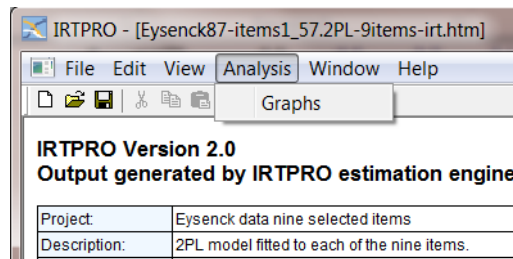 IRTPRO - [Eysenck87-items1_57.2PL-9items-irt.htm]
File Edit View Analysis Window Help
Graphs
IRTPRO Version 2.0
Output generated by IRTPRO estimation engine
Project: Eysenck data nine selected items
Description: 2PL model fitted to each of the nine items.